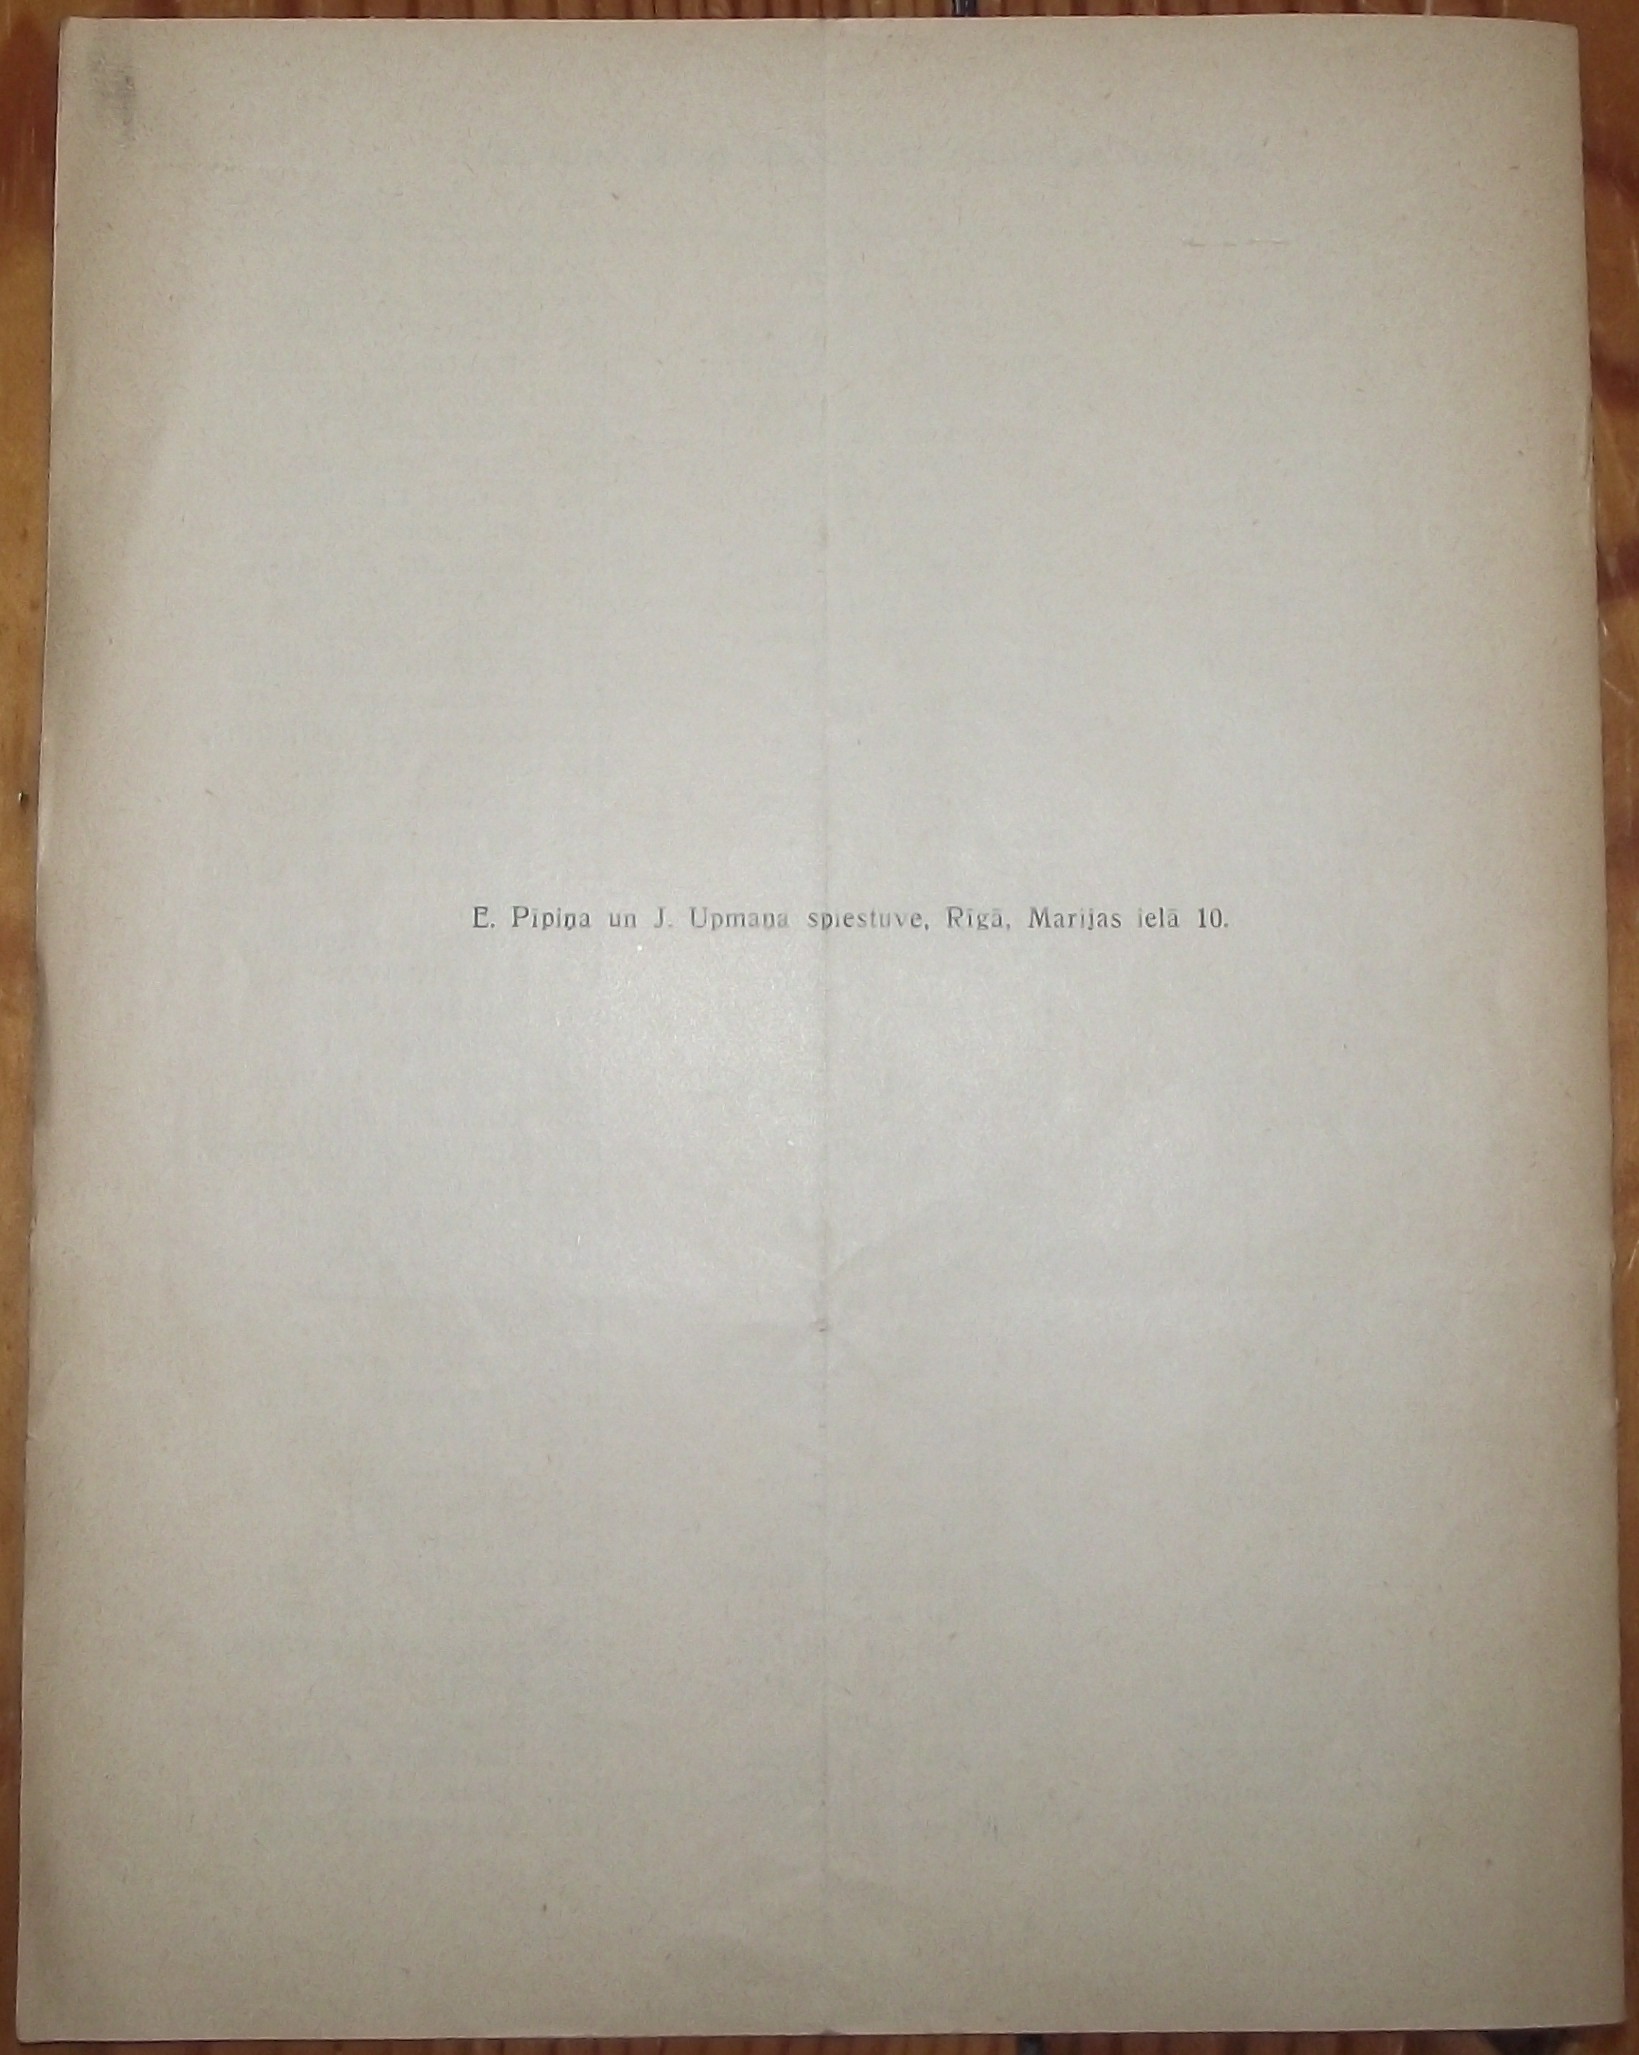 E. Pīpiņa un J. Upmaņa spiestuve, Rīgā, Marijas ielā 10.